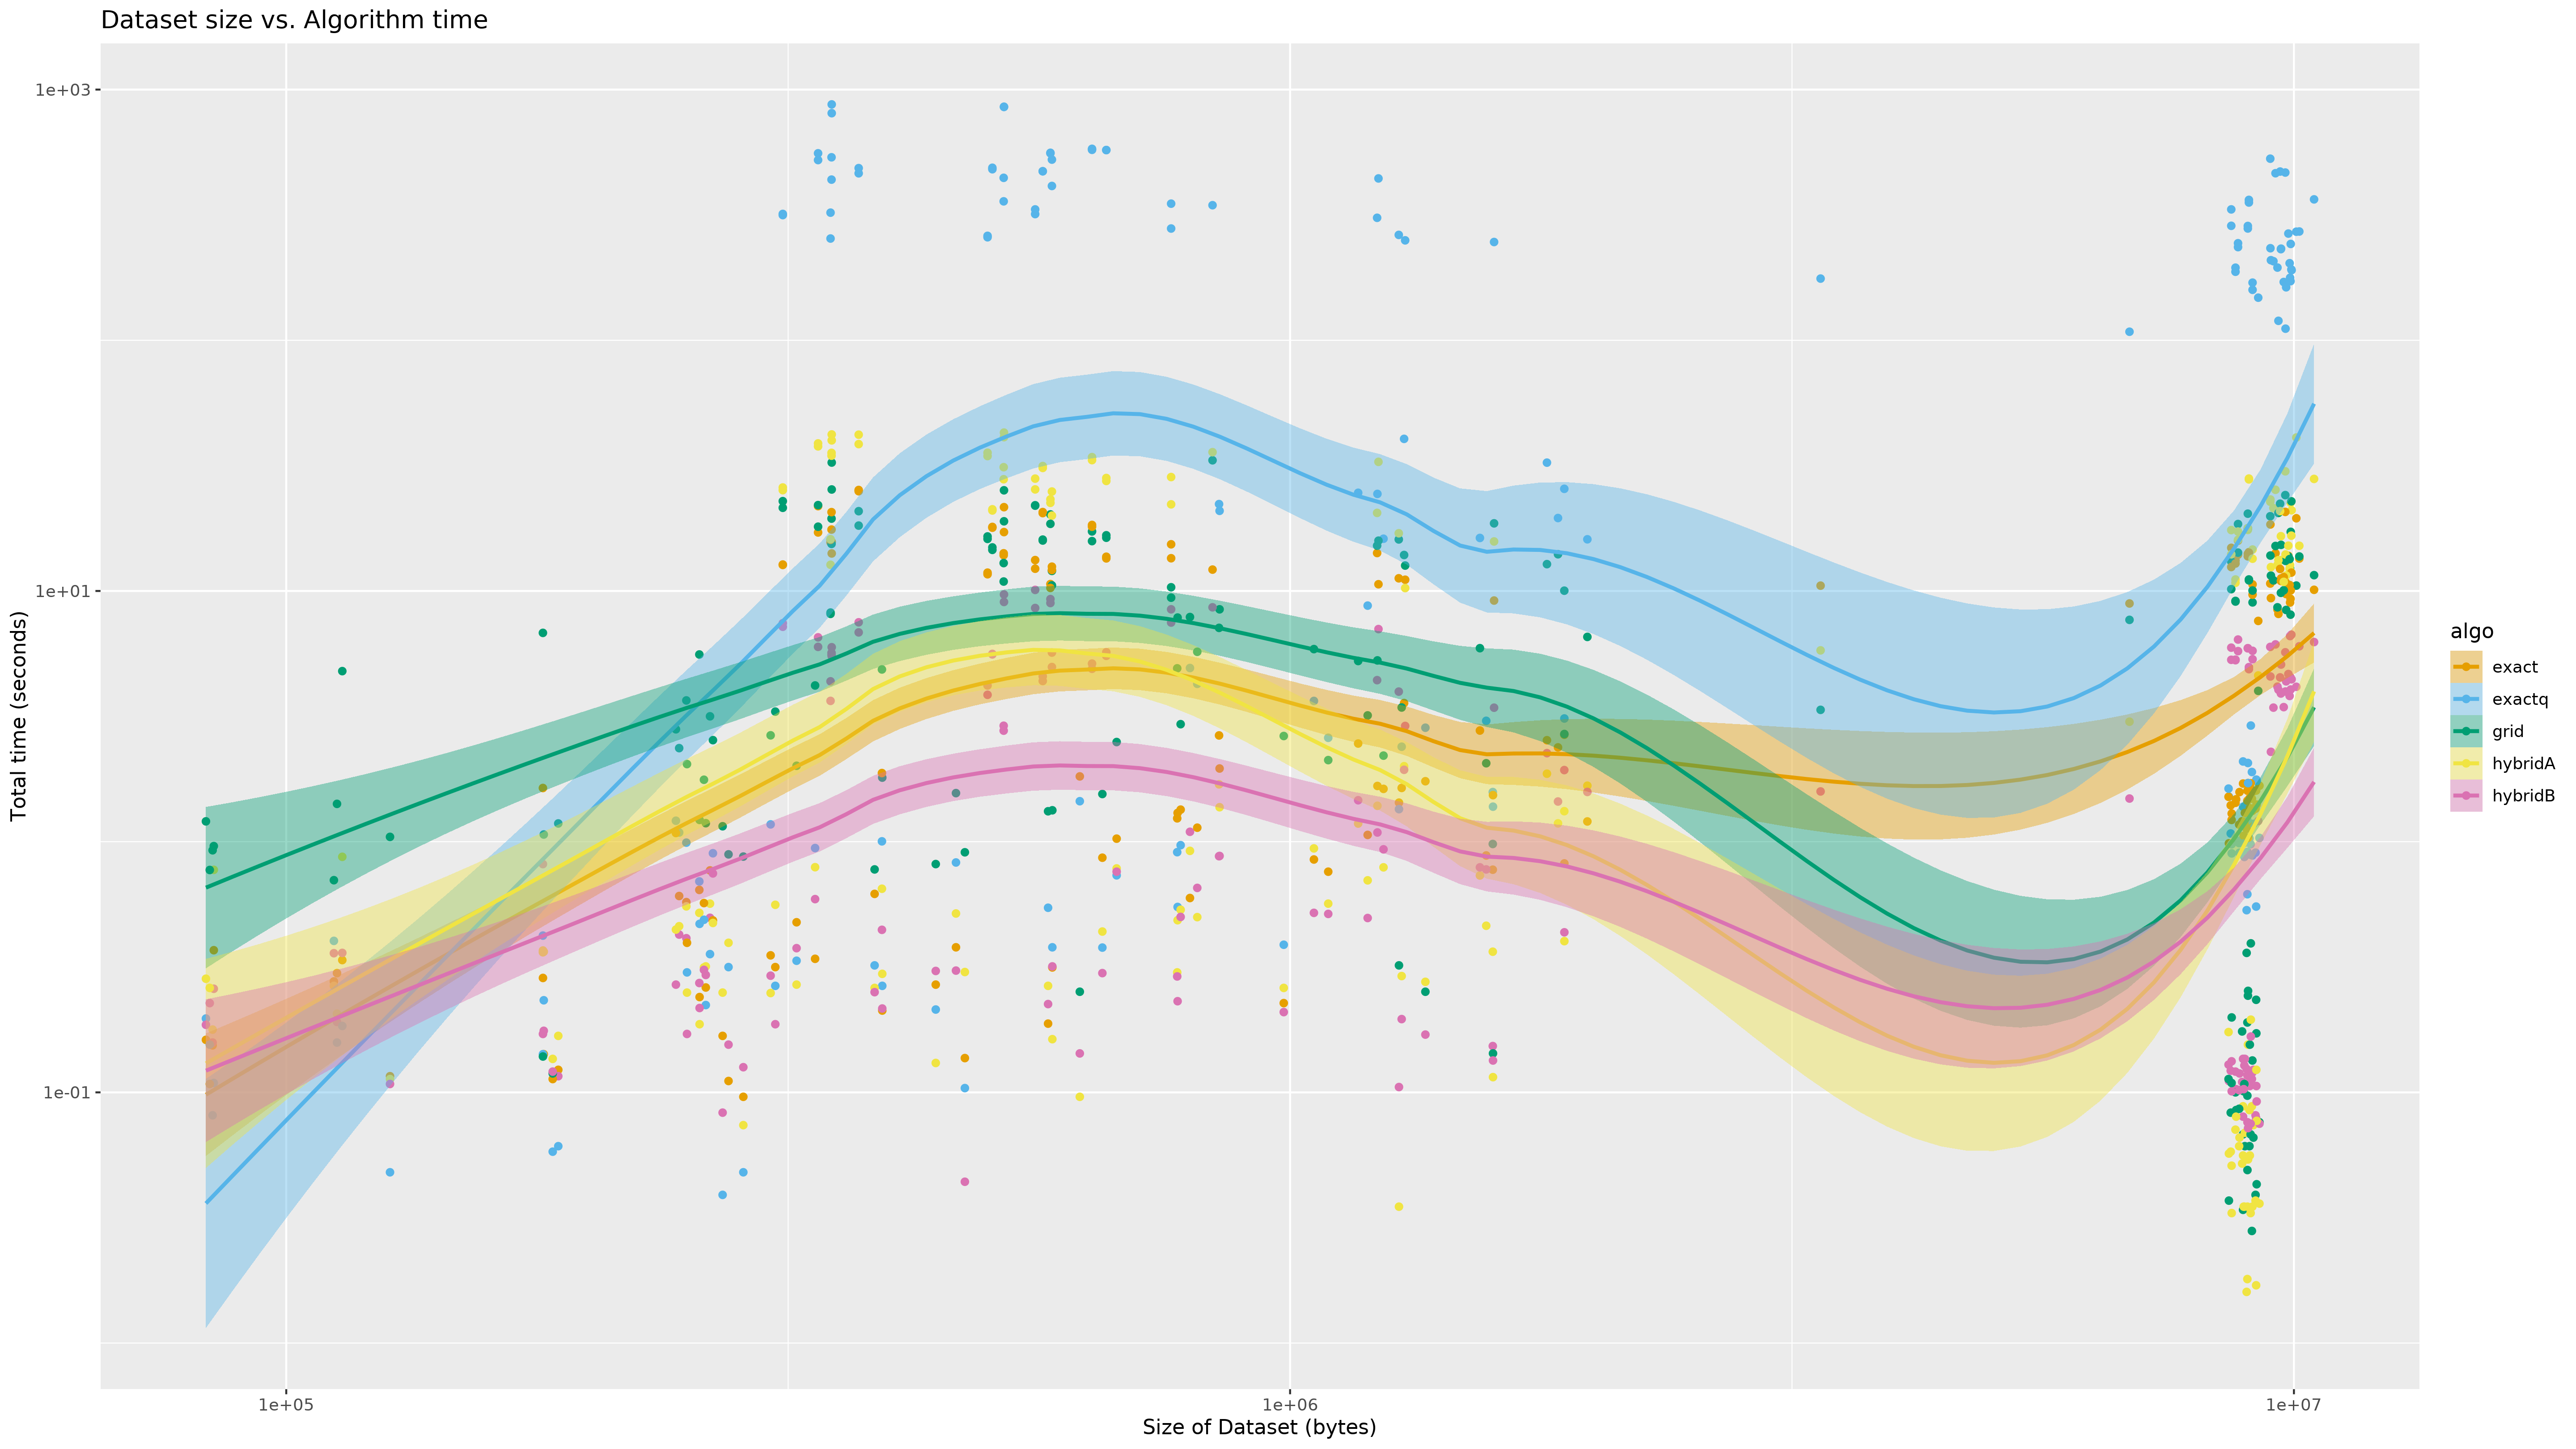 Dataset size vs. Algorithm time
1e+03
1e+01
1e-01
Total time (seconds)
1e+05
1e+06
1e+07
Size of Dataset (bytes)
algo
exact
exactq
grid
hybridA
hybridB